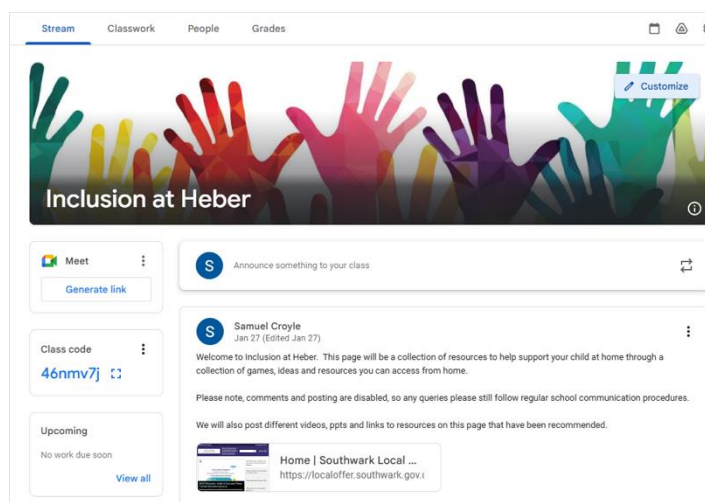 Stream Classwork People Grades
Customize
Inclusion at Heber
Meet
Generate link
Class code
46nmv7j
Upcoming
No work due soon
View all
S Announce something to your class
S Samuel Croyle
Jan 27 (Edited Jan 27)
Welcome to Inclusion at Heber. This page will be a collection of resources to help support your child at home through a
collection of games, ideas and resources you can access from home.
Please note, comments and posting are disabled, so any queries please still follow regular school communication procedures.
We will also post different videos, ppts and links to resources on this page that have been recommended.
Home | Southwark Local ...
https://localoffer.southwark.gov.u